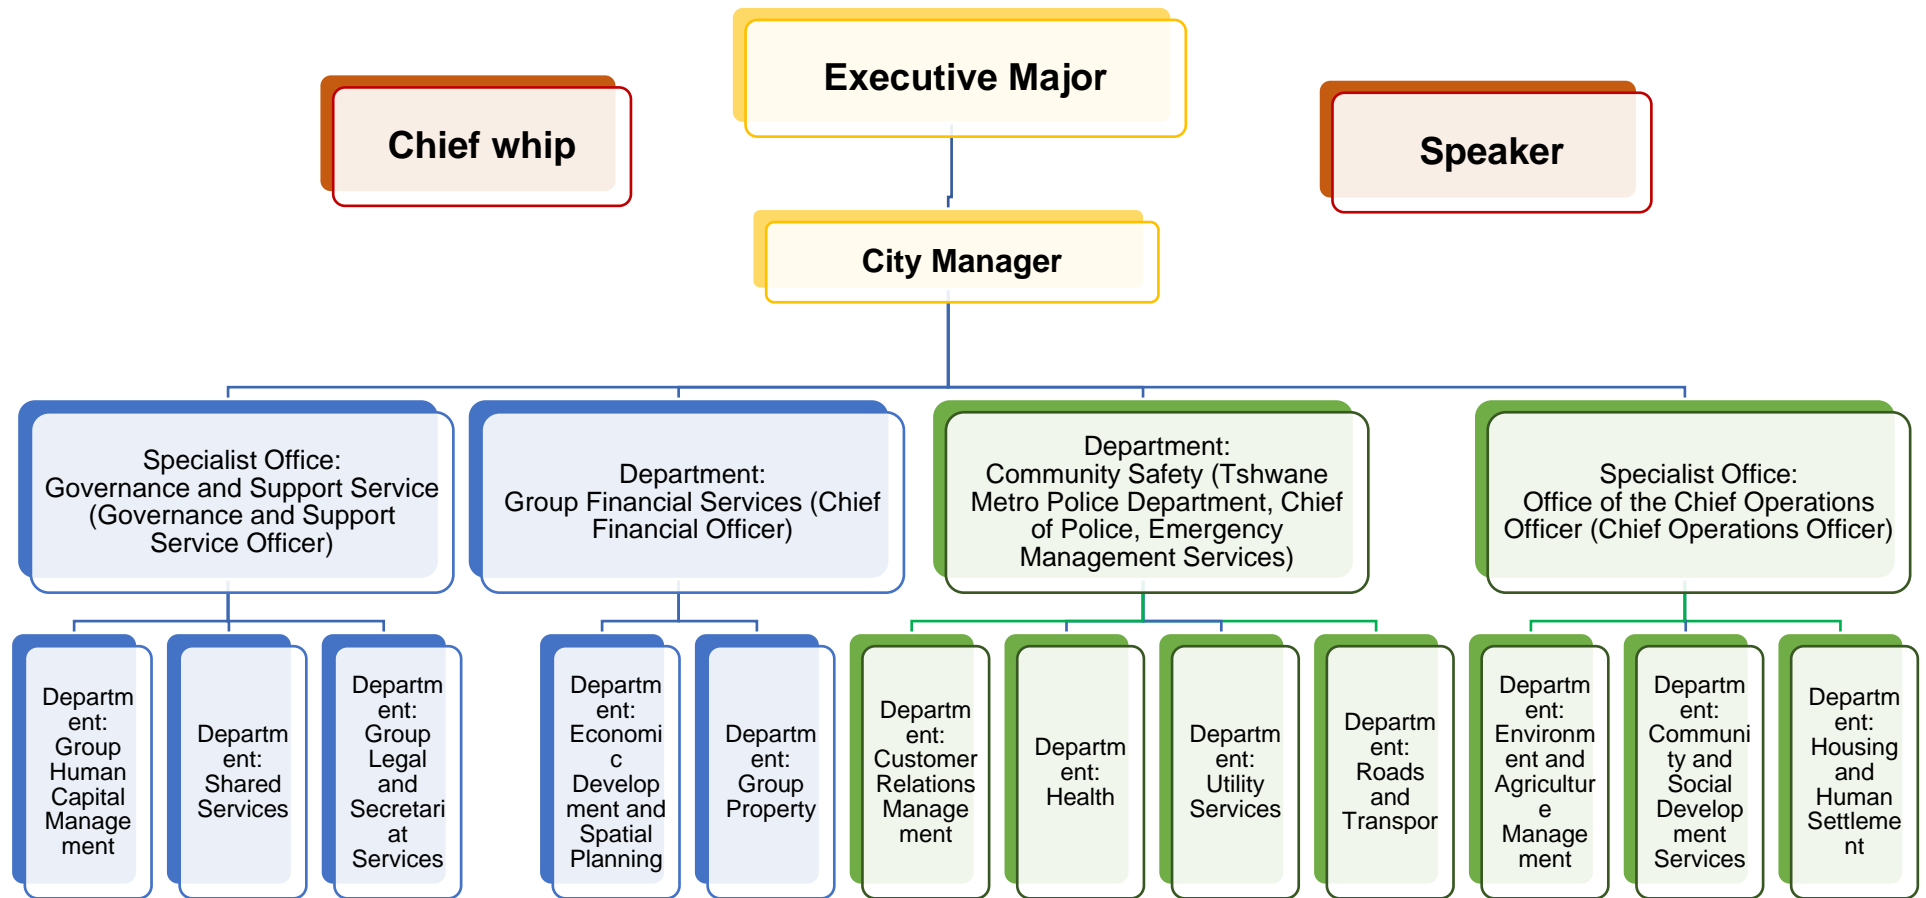 Executive Major
Chief whip
Speaker
City Manager
Specialist Office:
Governance and Support Service
(Governance and Support
Service Officer)
Department:
Group Financial Services (Chief
Financial Officer)
Department:
Community Safety (Tshwane
Metro Police Department, Chief
of Police, Emergency
Management Services)
Specialist Office:
Office of the Chief Operations
Officer (Chief Operations Officer)
Departm
ent:
Group
Human
Capital
Manage
ment
Departm
ent:
Shared
Services
Departm
ent:
Group
Legal
and
Secretari
at
Services
Departm
ent:
Economi
c
Develop
ment and
Spatial
Planning
Departm
ent:
Group
Property
Departm
ent:
Customer
Relations
Manage
ment
Departm
ent:
Health
Departm
ent:
Utility
Services
Departm
ent:
Roads
and
Transpor
Departm
ent:
Environm
ent and
Agricultur
e
Manage
ment
Departm
ent:
Communi
ty and
Social
Develop
ment
Services
Departm
ent:
Housing
and
Human
Settleme
nt